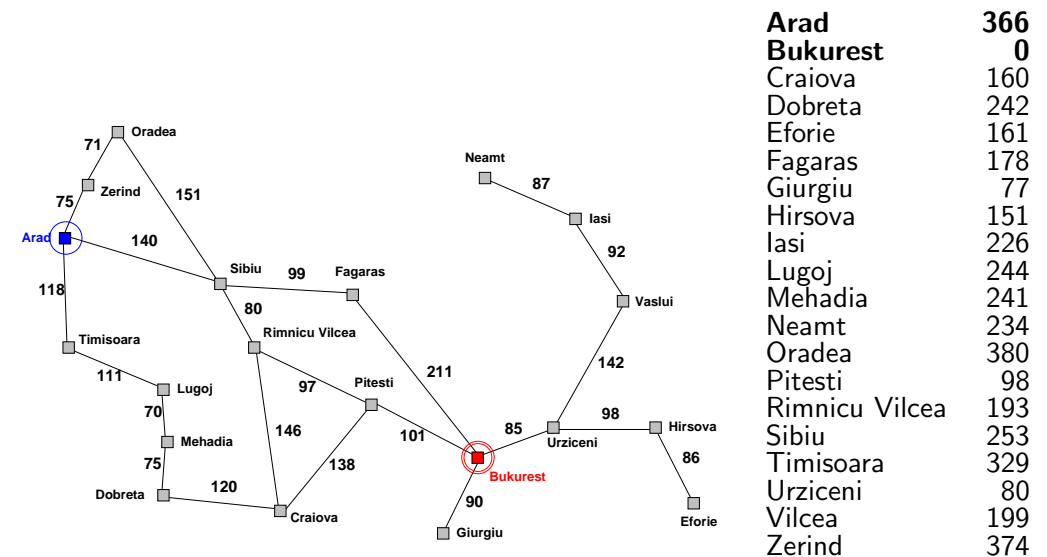 Oradea
71
Zerind
75
151
Arad
140
118
Sibiu
99
Fagaras
80
Timisoara
111
Rimnicu Vilcea
Lugoj
70
97
Pitesti
211
Mehadia
75
146
101
138
Dobreta
120
Craiova
Neamt
87
Iasi
92
Vaslui
142
85
98
Urziceni
Hirsova
86
Bukurest
90
Giurgiu
Eforie
Arad 366
Bukurest 0
Craiova 160
Dobreta 242
Eforie 161
Fagaras 178
Giurgiu 77
Hirsova 151
Iasi 226
Lugoj 244
Mehadia 241
Neamt 234
Oradea 380
Pitesti 98
Rimnicu Vilcea 193
Sibiu 253
Timisoara 329
Urziceni 80
Vilcea 199
Zerind 374